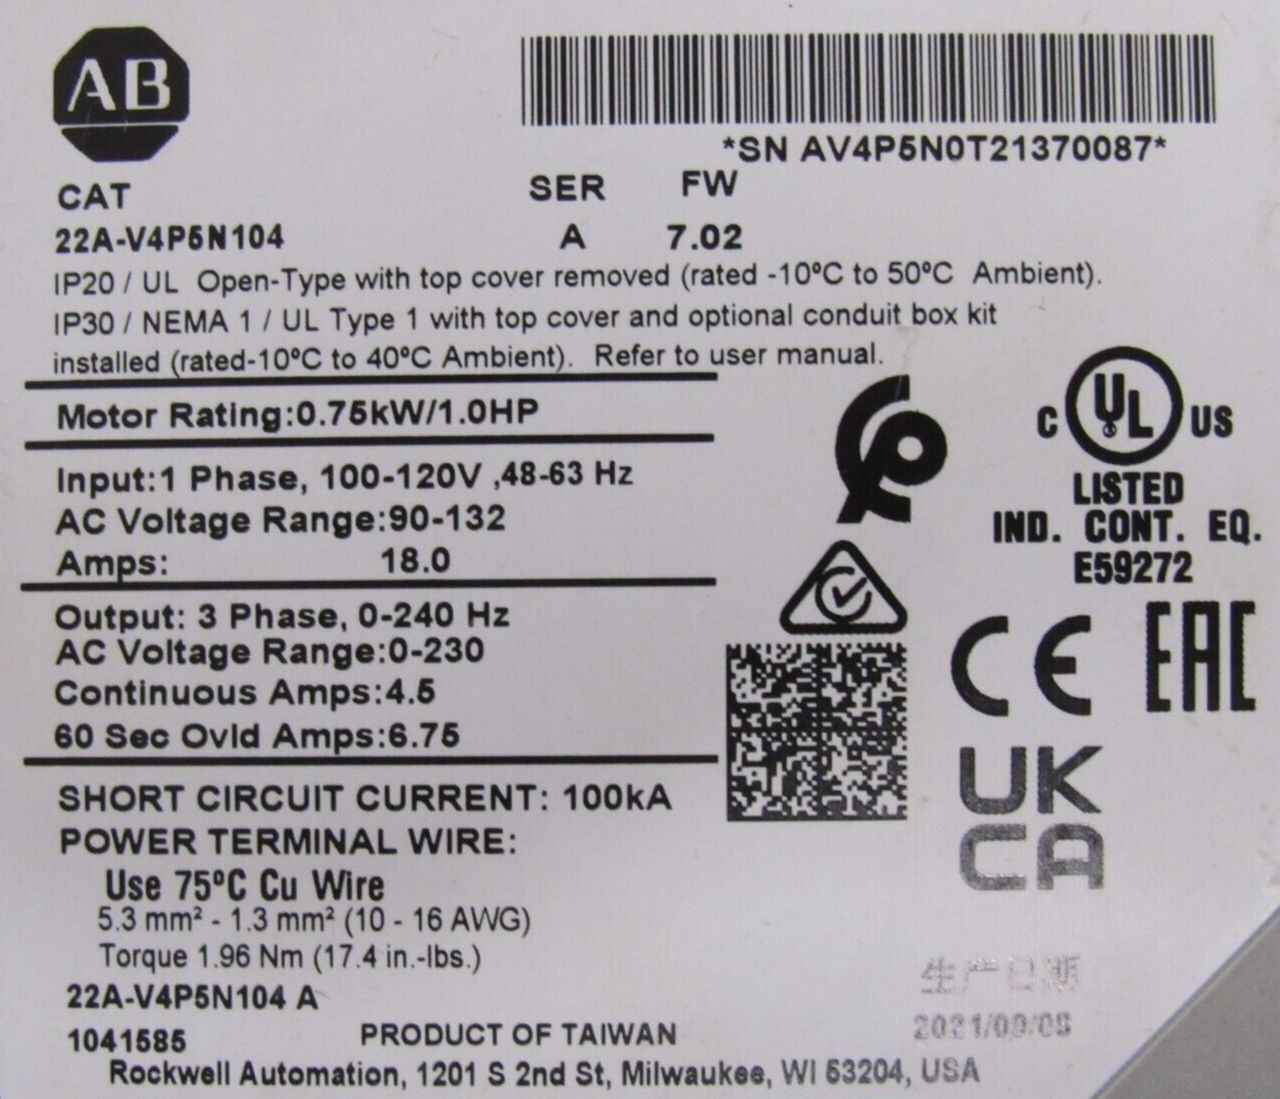 AB
*SN AV4P5N0T21370087*
CAT SER FW
22A-V4P5N104 A 7.02
IP20 / UL Open-Type with top cover removed (rated -10ºC to 50ºC Ambient).
IP30 / NEMA 1 / UL Type 1 with top cover and optional conduit box kit
installed (rated-10ºC to 40ºC Ambient). Refer to user manual.
Motor Rating:0.75kW/1.0HP
Input:1 Phase, 100-120V ,48-63 Hz
AC Voltage Range:90-132
Amps: 18.0
Output: 3 Phase, 0-240 Hz
AC Voltage Range:0-230
Continuous Amps:4.5
60 Sec Ovld Amps:6.75
SHORT CIRCUIT CURRENT: 100kA
POWER TERMINAL WIRE:
Use 75ºC Cu Wire
5.3 mm² - 1.3 mm² (10 - 16 AWG)
Torque 1.96 Nm (17.4 in.-lbs.)
22A-V4P5N104 A
1041585 PRODUCT OF TAIWAN
Rockwell Automation, 1201 S 2nd St, Milwaukee, WI 53204, USA
C UL US
LISTED
IND. CONT. EQ.
E59272
CE EAC
UK
CA
生产日期